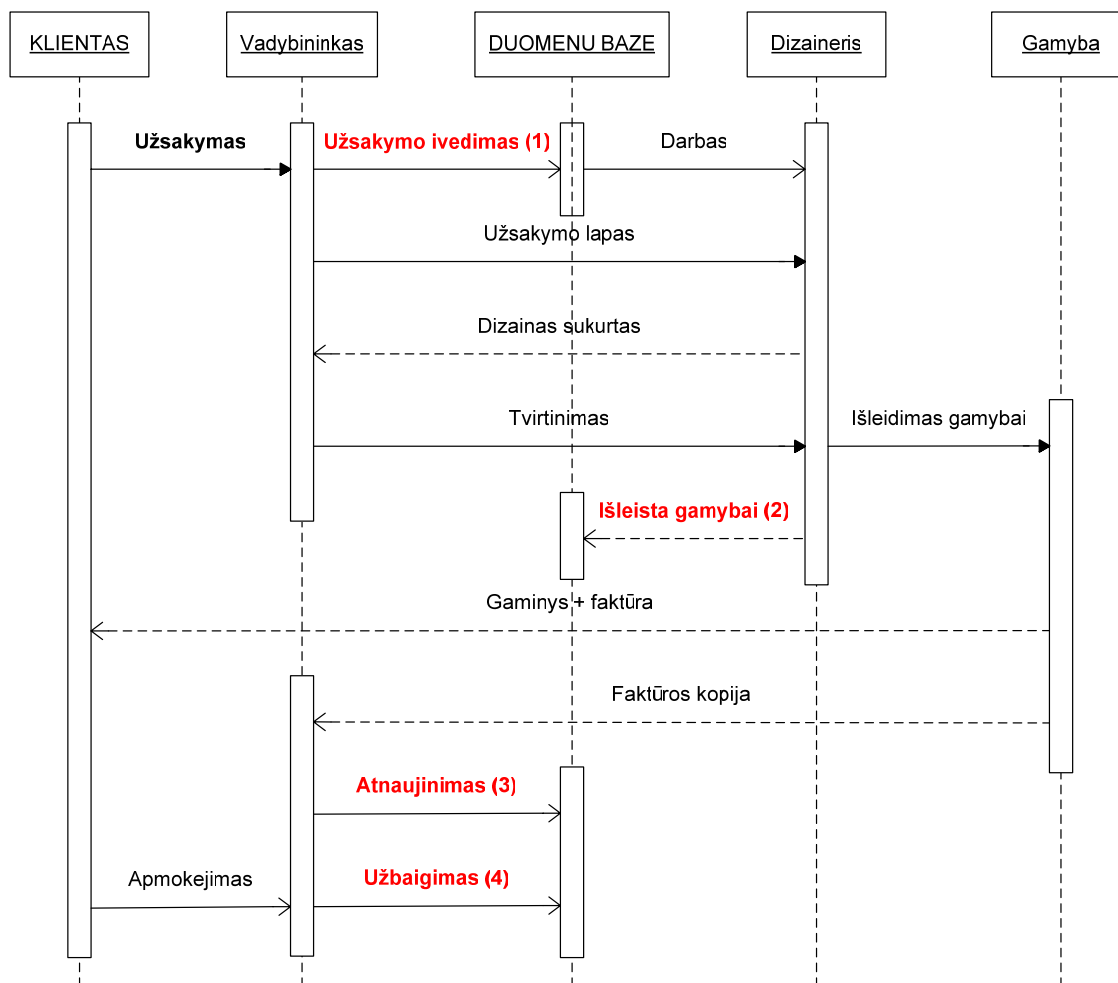 KLIENTAS
Vadybininkas
DUOMENU BAZE
Dizaineris
Gamyba
Užsakymas
Užsakymo ivedimas (1)
Darbas
Užsakymo lapas
Dizainas sukurtas
Tvirtinimas
Išleidimas gamybai
Išleista gamybai (2)
Gaminys + faktūra
Faktūros kopija
Atnaujinimas (3)
Apmokejimas
Užbaigimas (4)